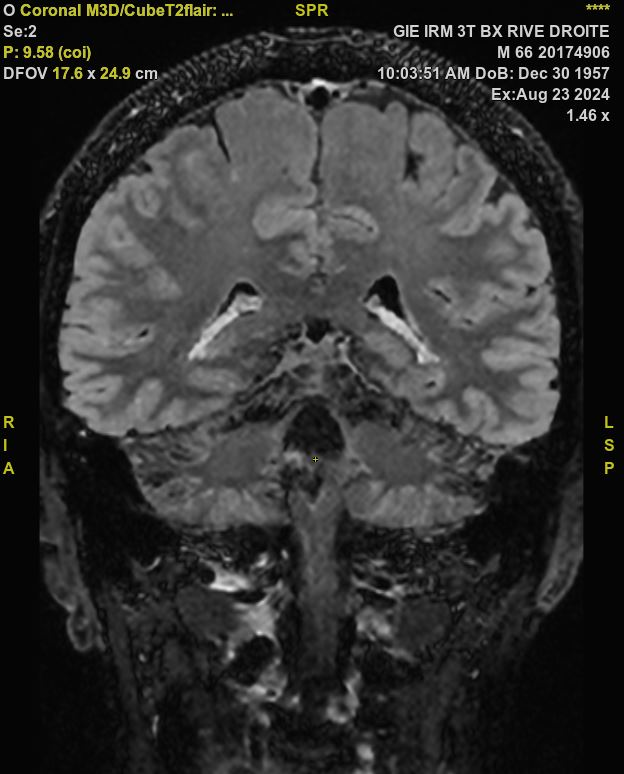 O Coronal M3D/CubeT2flair: ...
SPR
****
Se:2
GIE IRM 3T BX RIVE DROITE
P: 9.58 (coi)
M 66 20174906
DFOV 17.6 x 24.9 cm
10:03:51 AM DoB: Dec 30 1957
Ex:Aug 23 2024
1.46 x
R
I
A
L
S
P